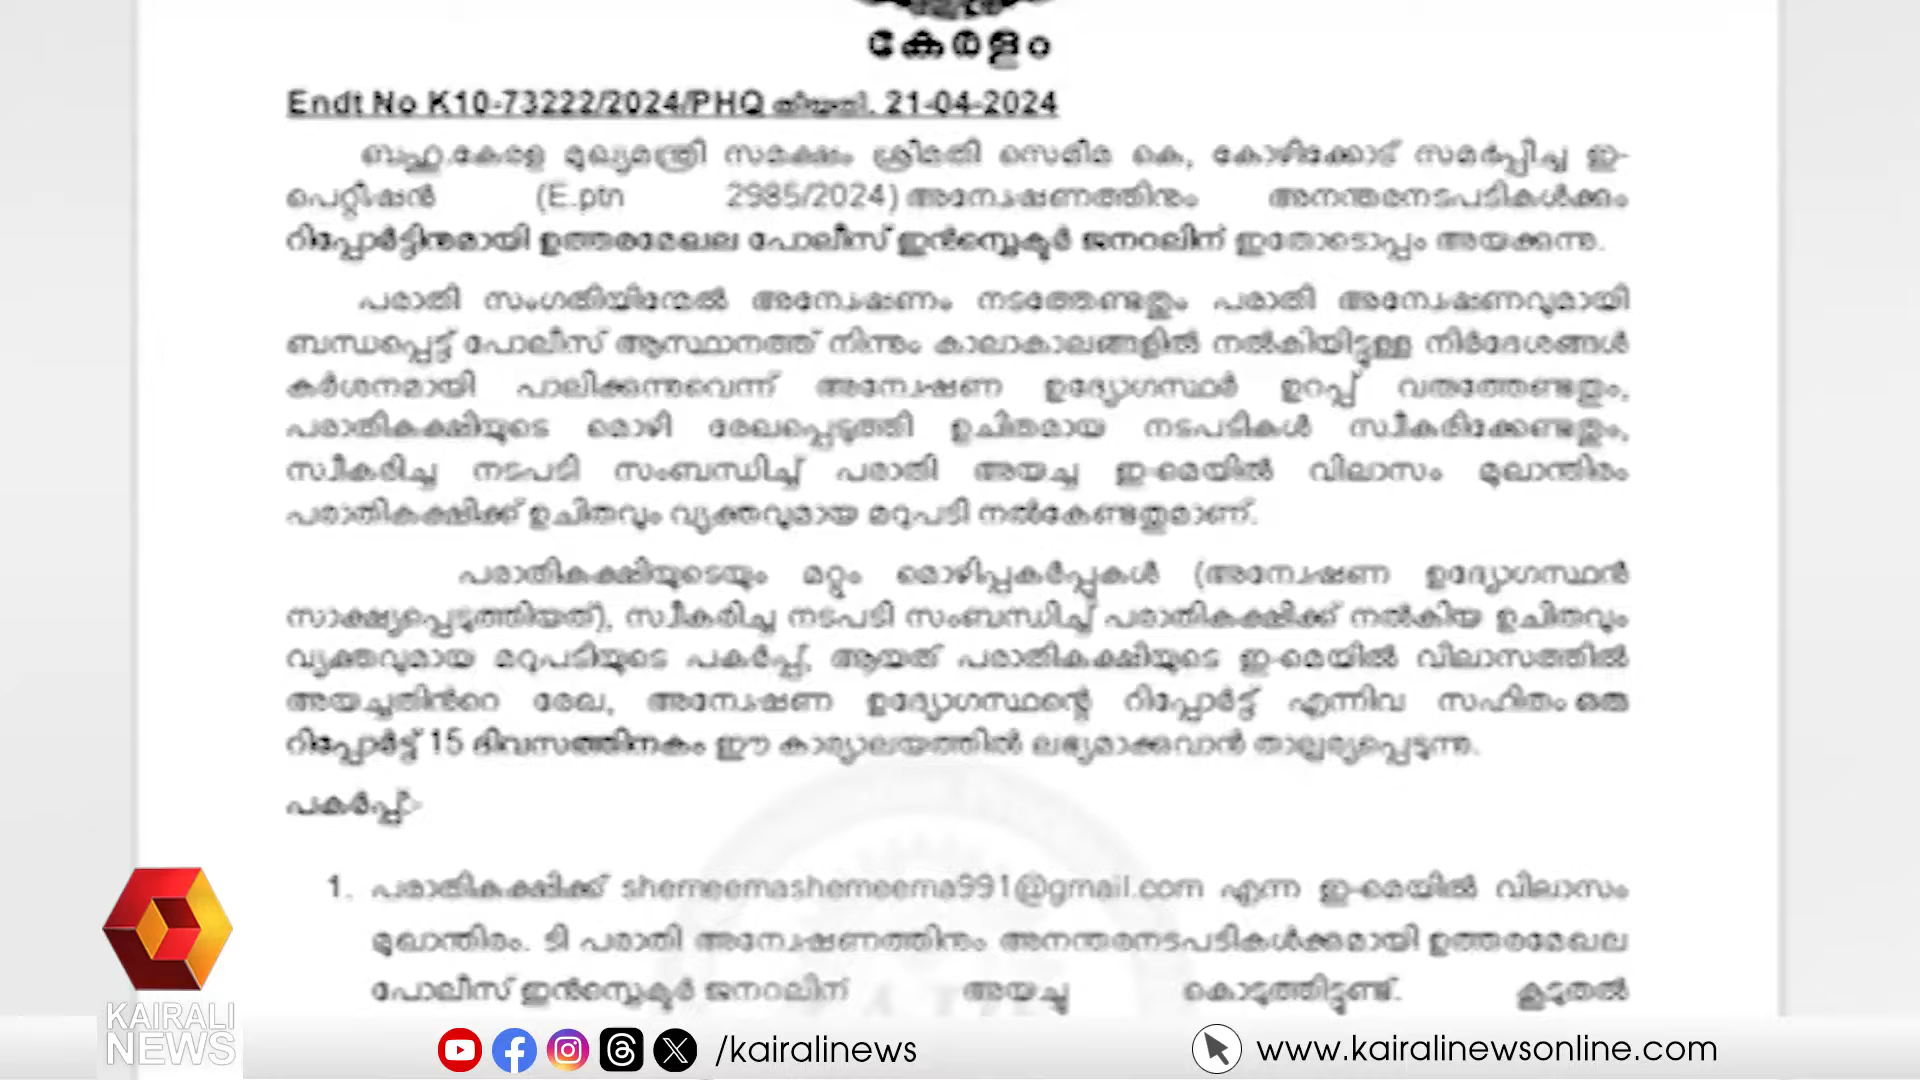 കേരളം
Endt No K10-73222/2024/PHQ തീയതി. 21-04-2024
ബഹു.കേരള മുഖ്യമന്ത്രി സമക്ഷം ശ്രീമതി സെമീമ കെ, കോഴിക്കോട് സമർപ്പിച്ച ഇ-
പെറ്റീഷൻ (E.ptn 2985/2024) അന്വേഷണത്തിനും അനന്തരനടപടികൾക്കും
റിപ്പോർട്ടിനുമായി ഉത്തരമേഖല പോലീസ് ഇൻസ്പെക്ടർ ജനറലിന് ഇതോടൊപ്പം അയക്കുന്നു.
പരാതി സംഗതിയിന്മേൽ അന്വേഷണം നടത്തേണ്ടതും പരാതി അന്വേഷണവുമായി
ബന്ധപ്പെട്ട് പോലീസ് ആസ്ഥാനത്ത് നിന്നും കാലാകാലങ്ങളിൽ നൽകിയിട്ടുള്ള നിർദേശങ്ങൾ
കർശനമായി പാലിക്കുന്നുവെന്ന് അന്വേഷണ ഉദ്യോഗസ്ഥർ ഉറപ്പ് വരുത്തേണ്ടതും,
പരാതികക്ഷിയുടെ മൊഴി രേഖപ്പെടുത്തി ഉചിതമായ നടപടികൾ സ്വീകരിക്കേണ്ടതും,
സ്വീകരിച്ച നടപടി സംബന്ധിച്ച് പരാതി അയച്ച ഇ-മെയിൽ വിലാസം മുഖാന്തിരം
പരാതികക്ഷിക്ക് ഉചിതവും വ്യക്തവുമായ മറുപടി നൽകേണ്ടതുമാണ്.
പരാതികക്ഷിയുടെയും മറ്റും മൊഴിപ്പകർപ്പുകൾ (അന്വേഷണ ഉദ്യോഗസ്ഥൻ
സാക്ഷ്യപ്പെടുത്തിയത്), സ്വീകരിച്ച നടപടി സംബന്ധിച്ച് പരാതികക്ഷിക്ക് നൽകിയ ഉചിതവും
വ്യക്തവുമായ മറുപടിയുടെ പകർപ്പ്, ആയത് പരാതികക്ഷിയുടെ ഇ-മെയിൽ വിലാസത്തിൽ
അയച്ചതിൻറെ രേഖ, അന്വേഷണ ഉദ്യോഗസ്ഥന്റെ റിപ്പോർട്ട് എന്നിവ സഹിതം ഒരു
റിപ്പോർട്ട് 15 ദിവസത്തിനകം ഈ കാര്യാലയത്തിൽ ലഭ്യമാക്കുവാൻ താല്പര്യപ്പെടുന്നു.
പകർപ്പ്:-
1. പരാതികക്ഷിക്ക് shemeemashemeema991@gmail.com എന്ന ഇ-മെയിൽ വിലാസം
മുഖാന്തിരം. ടി പരാതി അന്വേഷണത്തിനും അനന്തരനടപടികൾക്കുമായി ഉത്തരമേഖല
പോലീസ് ഇൻസ്പെക്ടർ ജനറലിന് അയച്ചു കൊടുത്തിട്ടുണ്ട്. കൂടുതൽ
KAIRALI
NEWS
/kairalinews
www.kairalinewsonline.com